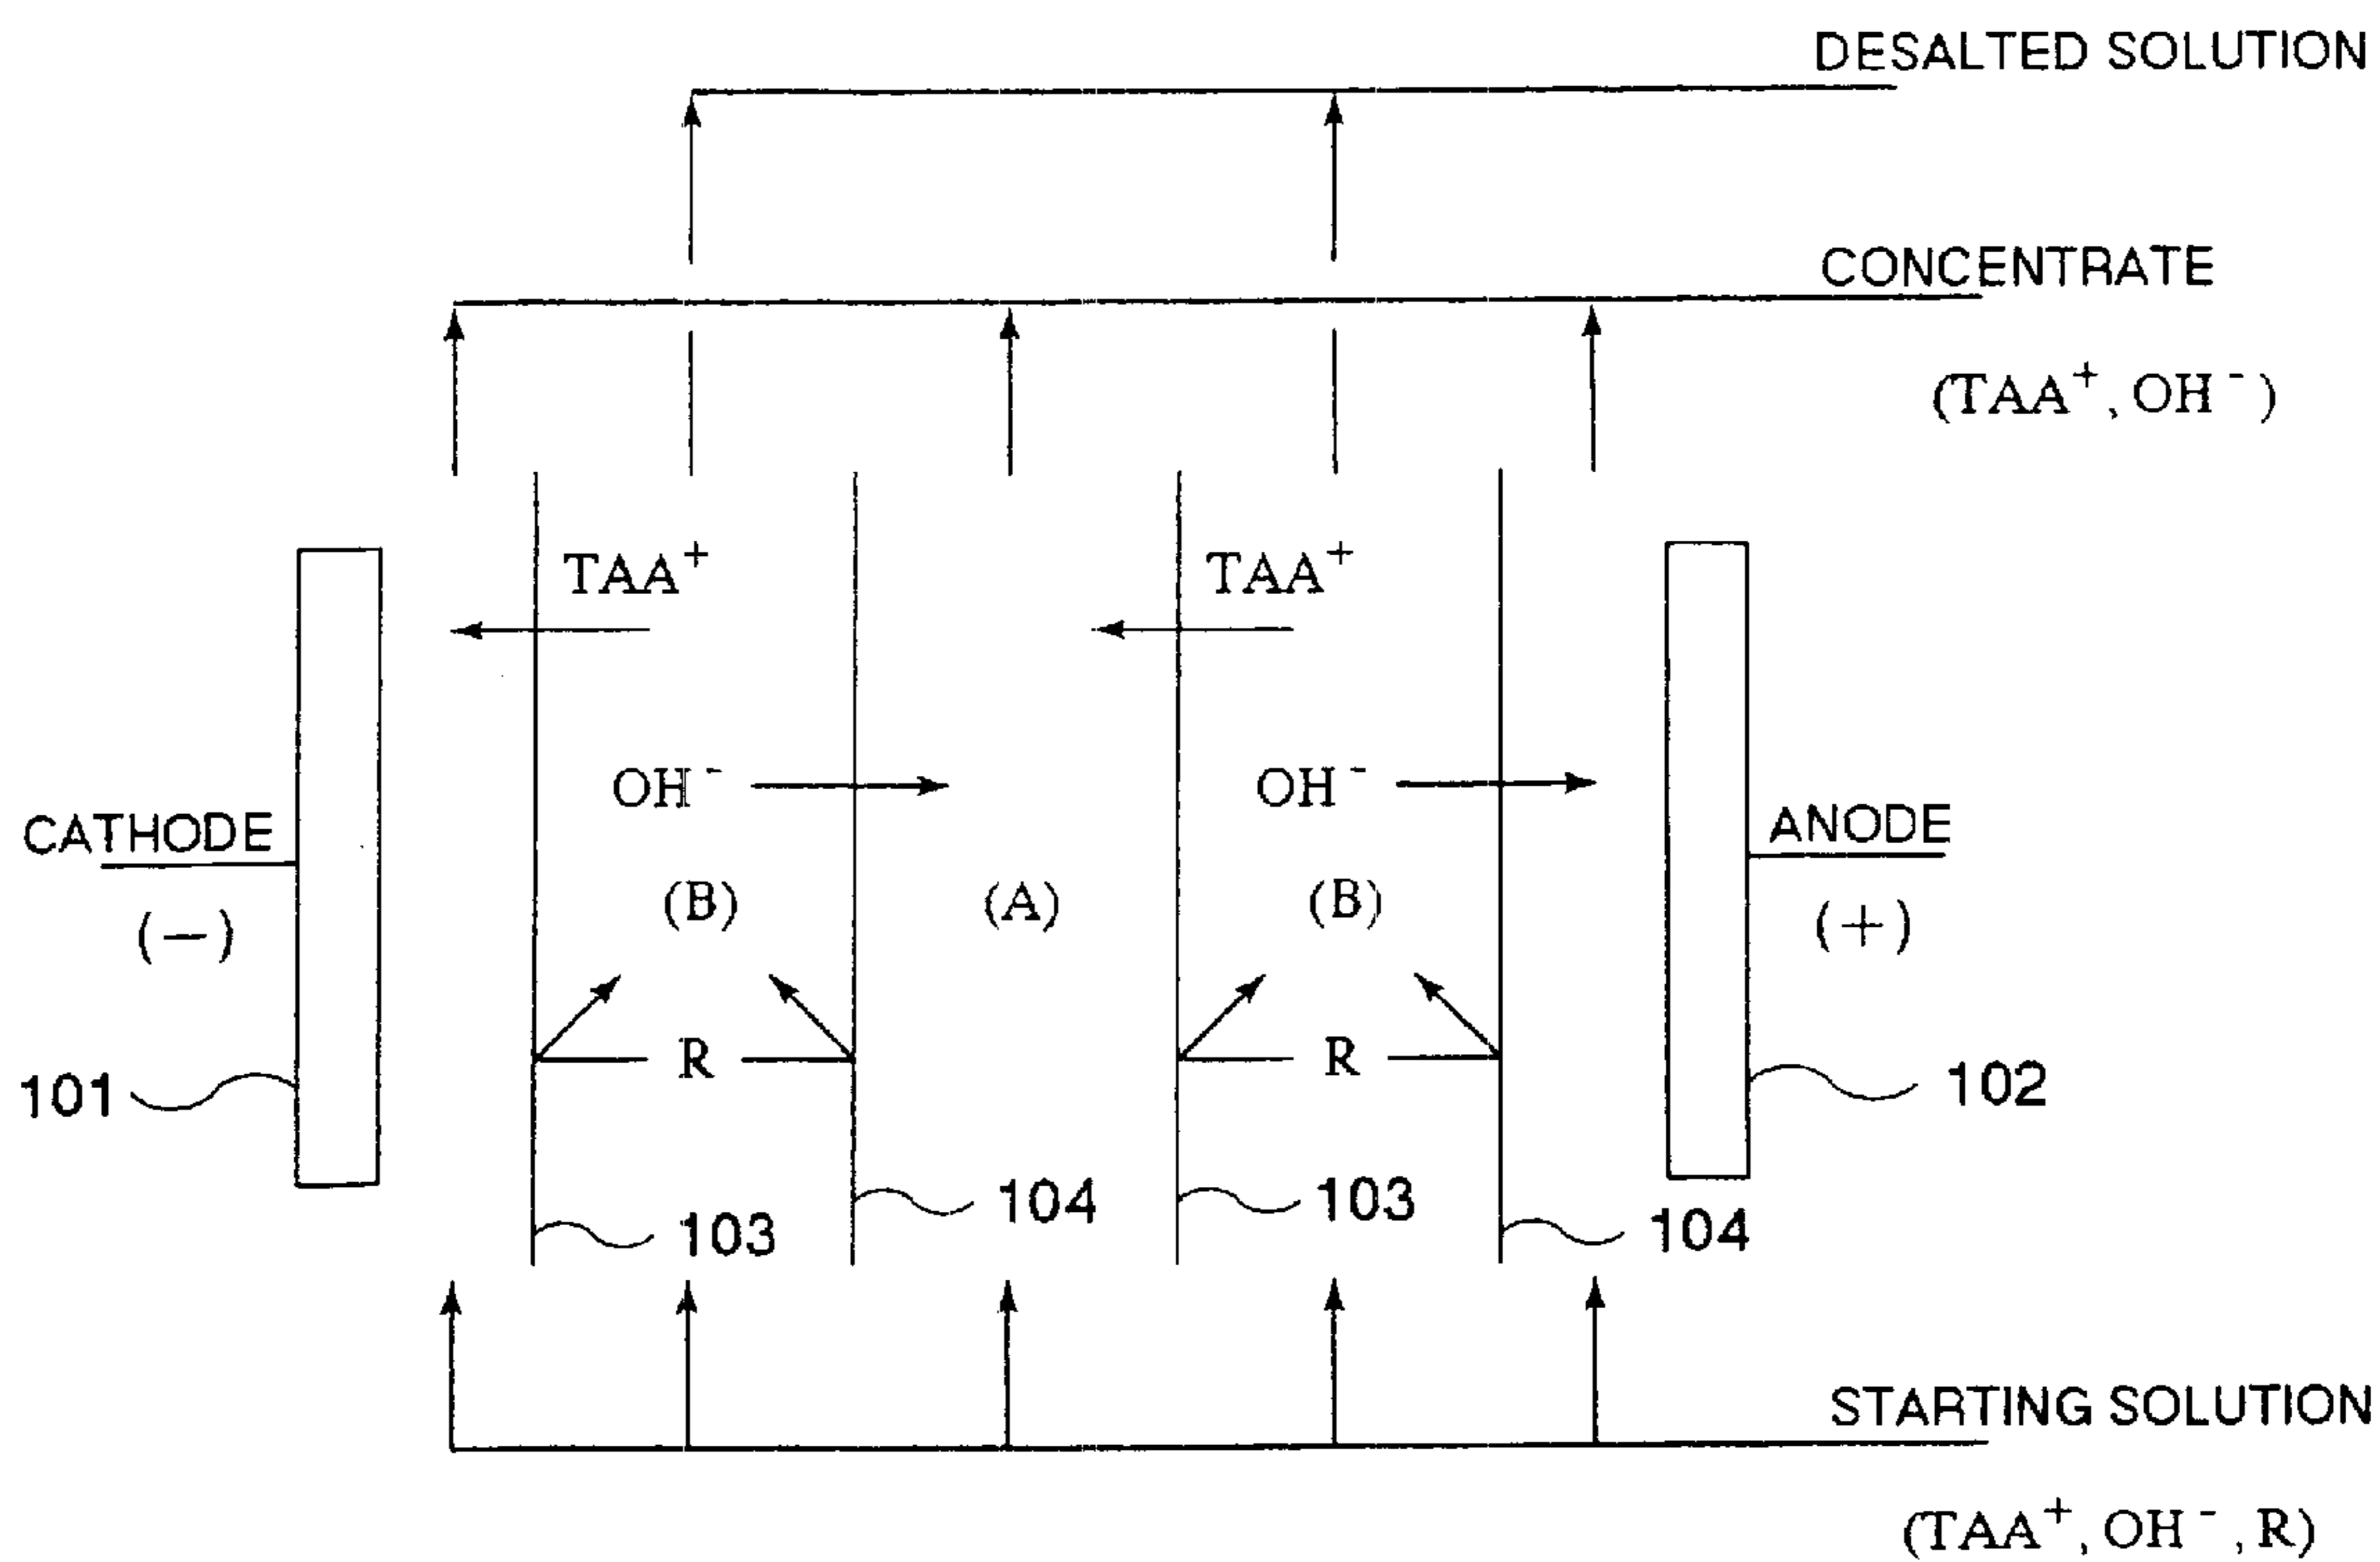 DESALTED SOLUTION
CONCENTRATE
(TAA⁺, OH⁻)
TAA⁺ TAA⁺
OH⁻ OH⁻
CATHODE ANODE
(B) (A) (B)
(−) (+)
R R
101 102
104 103
103 104
STARTING SOLUTION
(TAA⁺, OH⁻, R)